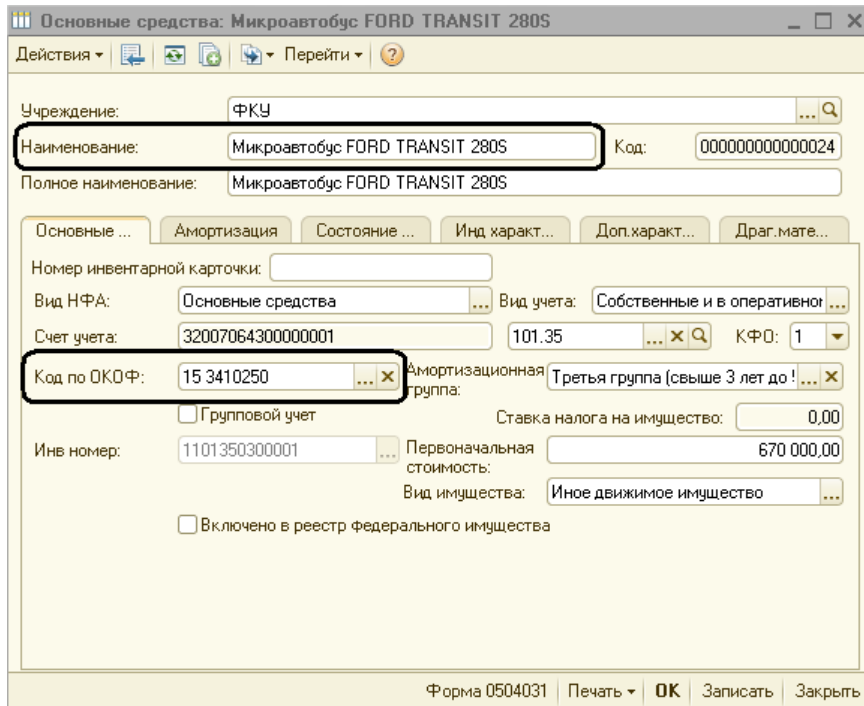 Основные средства: Микроавтобус FORD TRANSIT 280S
Действия Перейти
Учреждение: ФКУ
Наименование: Микроавтобус FORD TRANSIT 280S Код: 000000000000024
Полное наименование: Микроавтобус FORD TRANSIT 280S
Основные ... Амортизация Состояние ... Инд характ... Доп.характ... Драг.мате...
Номер инвентарной карточки:
Вид НФА: Основные средства ... Вид учета: Собственные и в оперативног ...
Счет учета: 32007064300000001 101.35 ... КФО: 1
Код по ОКОФ: 15 3410250 ... Амортизационная группа: Третья группа (свыше 3 лет до ! ...
Групповой учет Ставка налога на имущество: 0,00
Инв номер: 1101350300001 ... Первоначальная стоимость: 670 000,00
Вид имущества: Иное движимое имущество ...
Включено в реестр федерального имущества
Форма 0504031 Печать OK Записать Закрыть